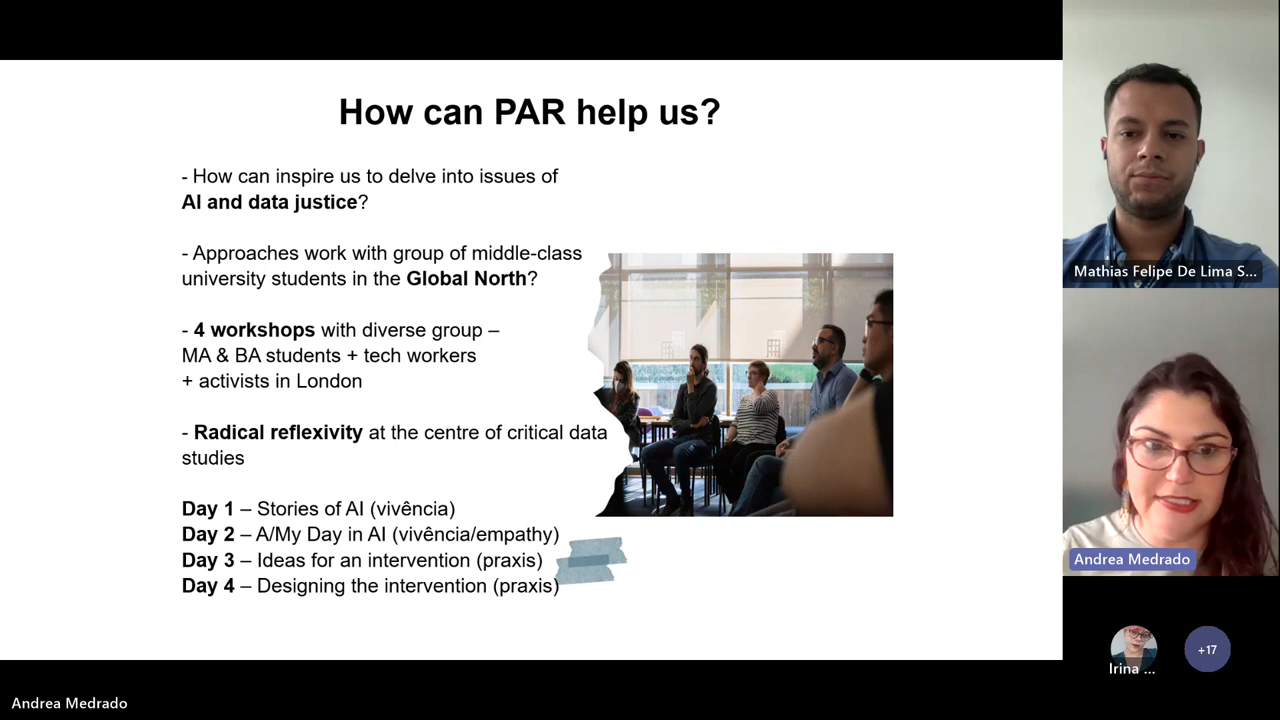 How can PAR help us?
- How can inspire us to delve into issues of
AI and data justice?
- Approaches work with group of middle-class
university students in the Global North?
- 4 workshops with diverse group –
MA & BA students + tech workers
+ activists in London
- Radical reflexivity at the centre of critical data
studies
Day 1 – Stories of AI (vivência)
Day 2 – A/My Day in AI (vivência/empathy)
Day 3 – Ideas for an intervention (praxis)
Day 4 – Designing the intervention (praxis)
Mathias Felipe De Lima S...
Andrea Medrado
Irina ...
+17
Andrea Medrado